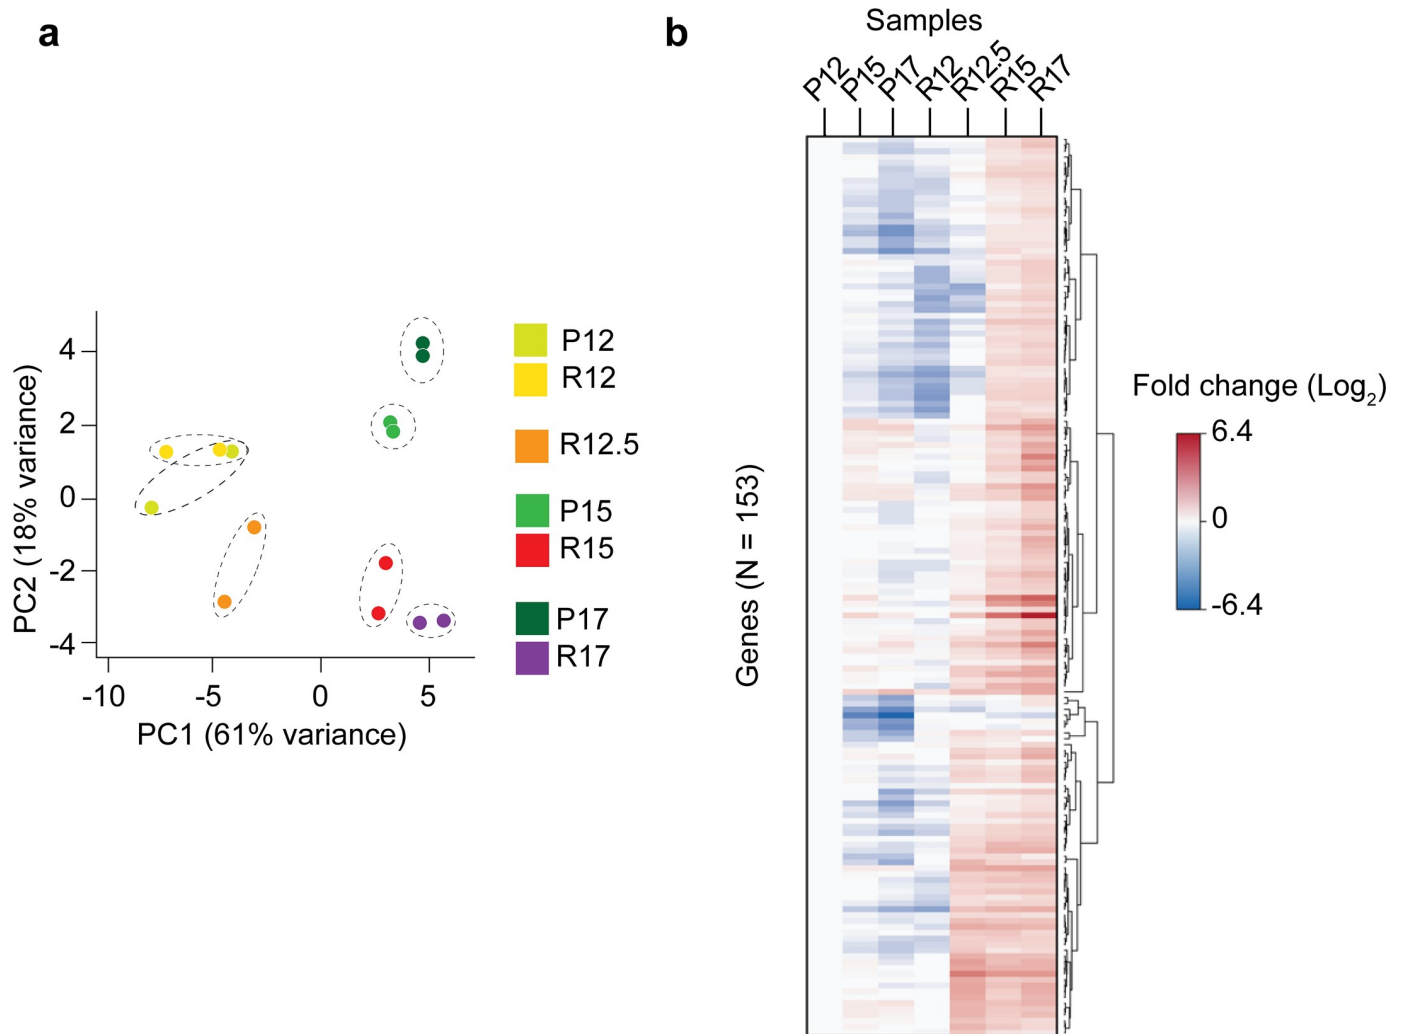 a
PC2 (18% variance)
4
2
0
-2
-4
-10
-5
0
5
PC1 (61% variance)
P12
R12
R12.5
P15
R15
P17
R17
b
Samples
P12
P15
P17
R12
R12.5
R15
R17
Genes (N = 153)
Fold change (Log2)
6.4
0
-6.4